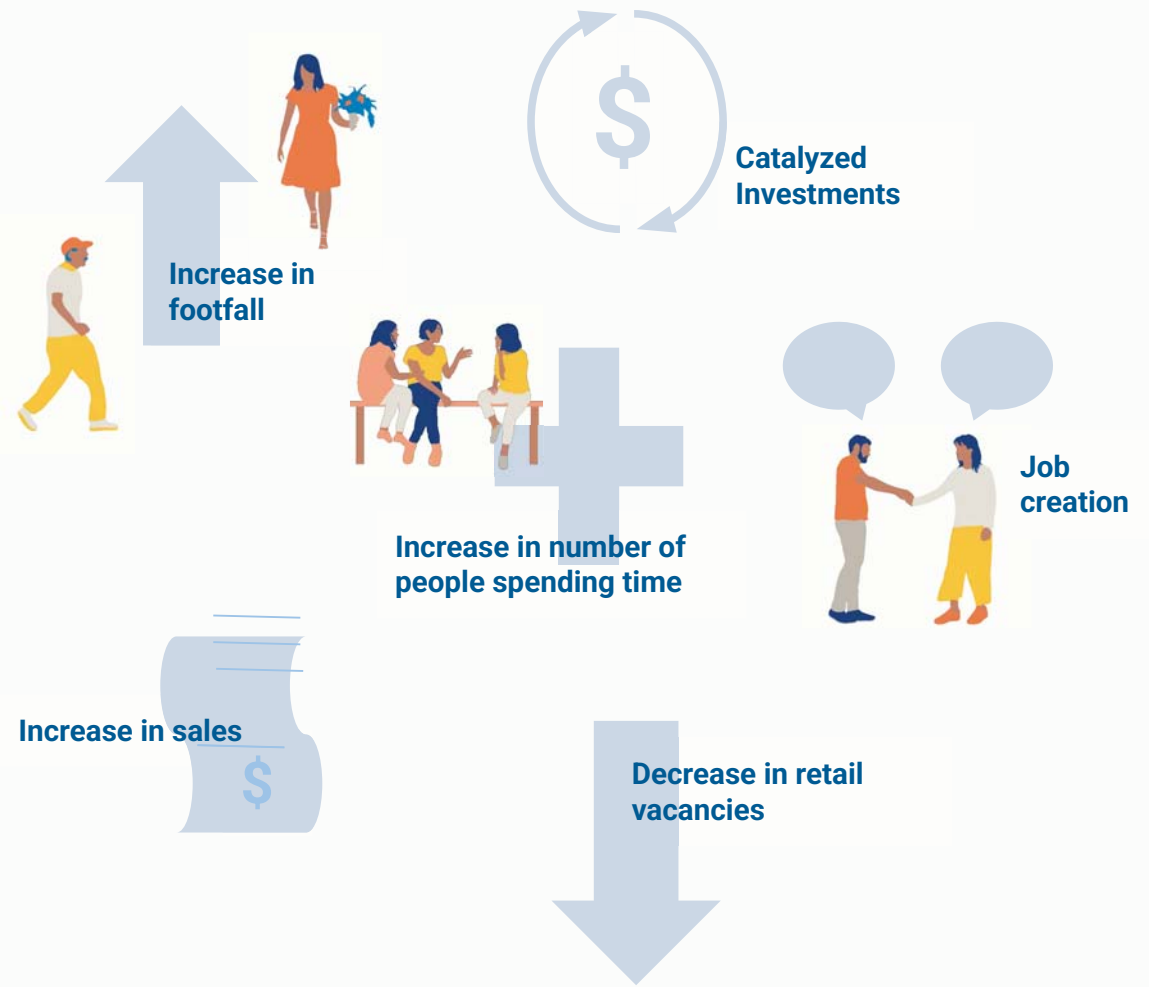 $
Catalyzed
Investments
Increase in
footfall
Job
creation
Increase in number of
people spending time
Increase in sales
$
Decrease in retail
vacancies